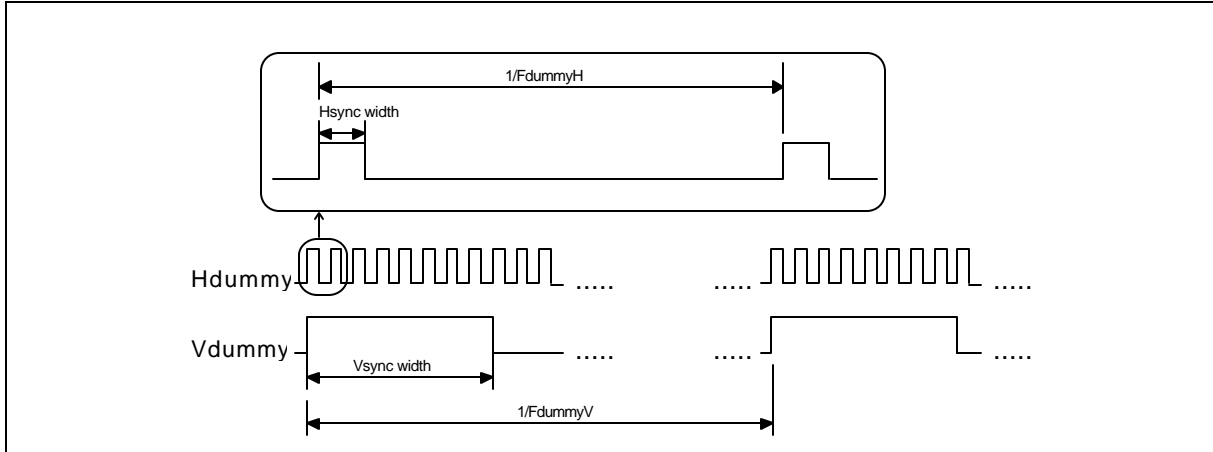 1/FdummyH
Hsync width
Hdummy ..... ..... .....
Vdummy ..... ..... .....
Vsync width
1/FdummyV